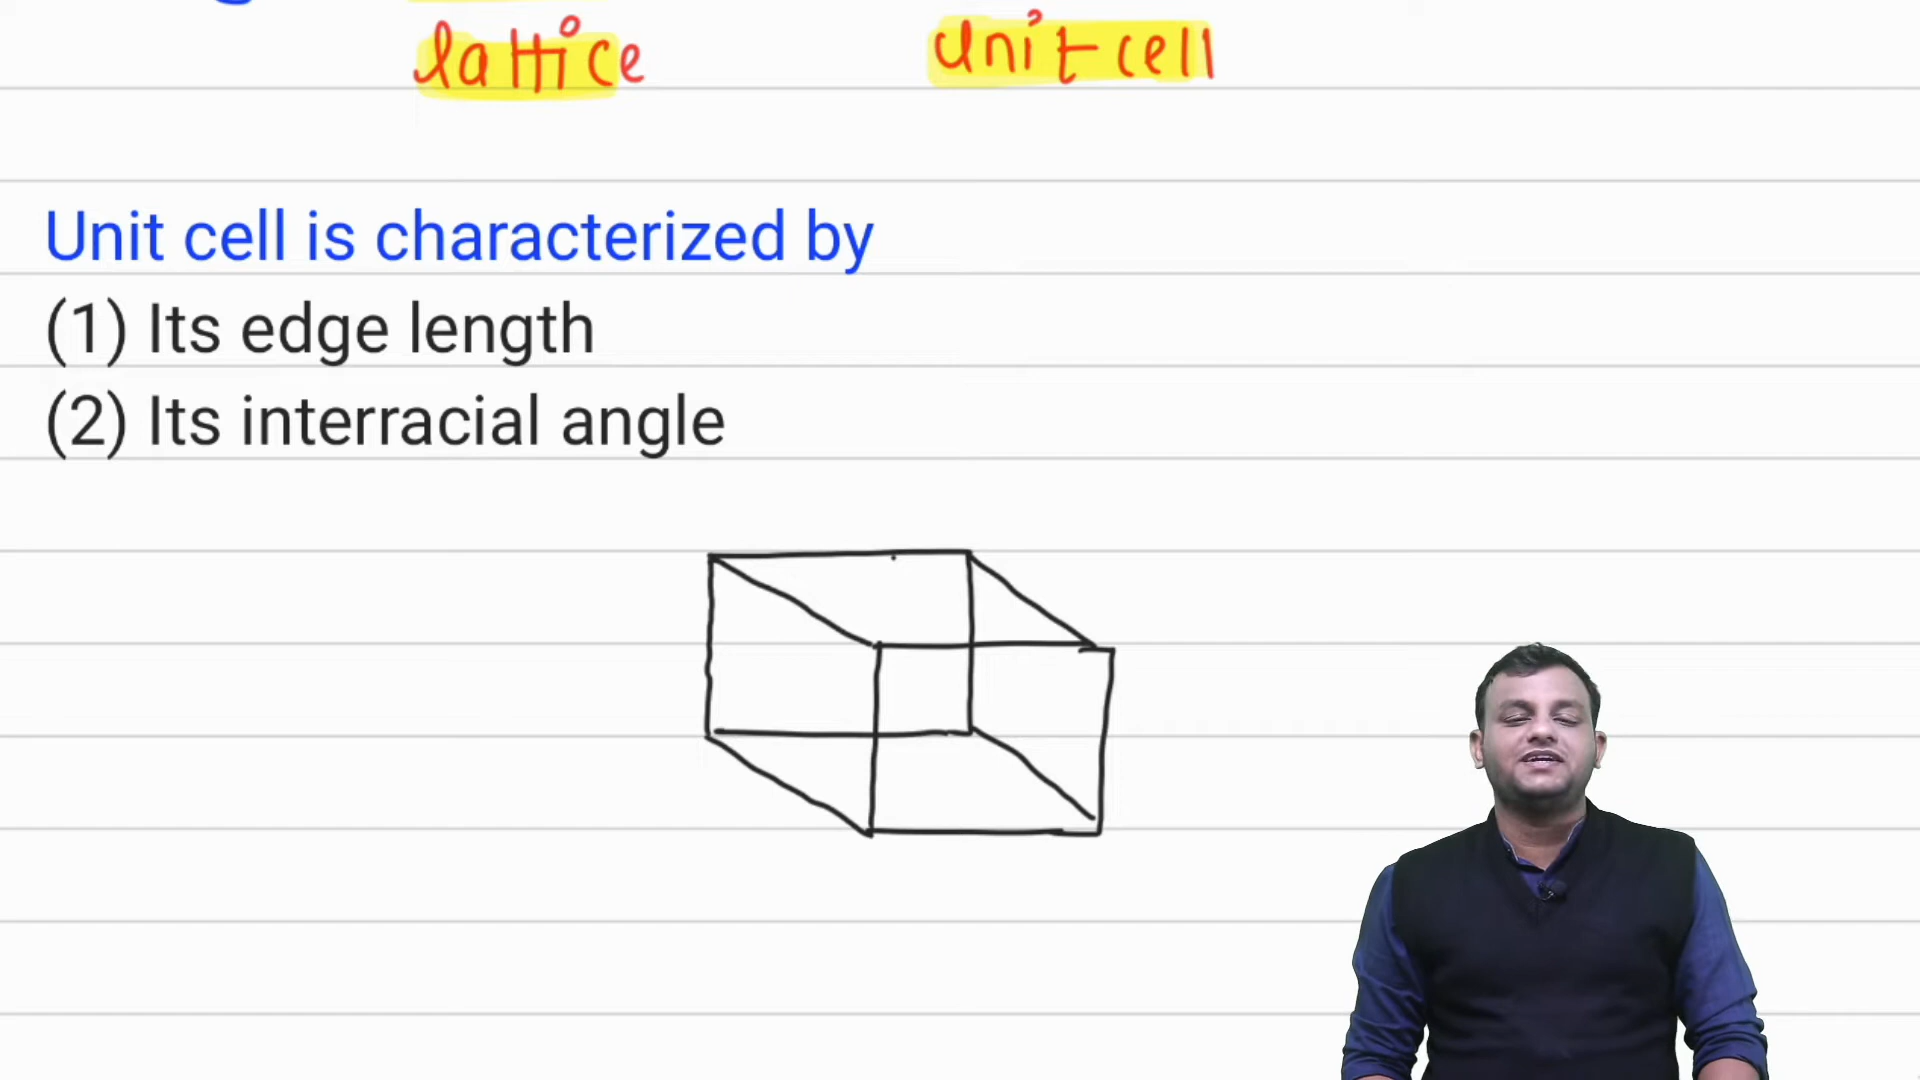 lattice unit cell
Unit cell is characterized by
(1) Its edge length
(2) Its interracial angle